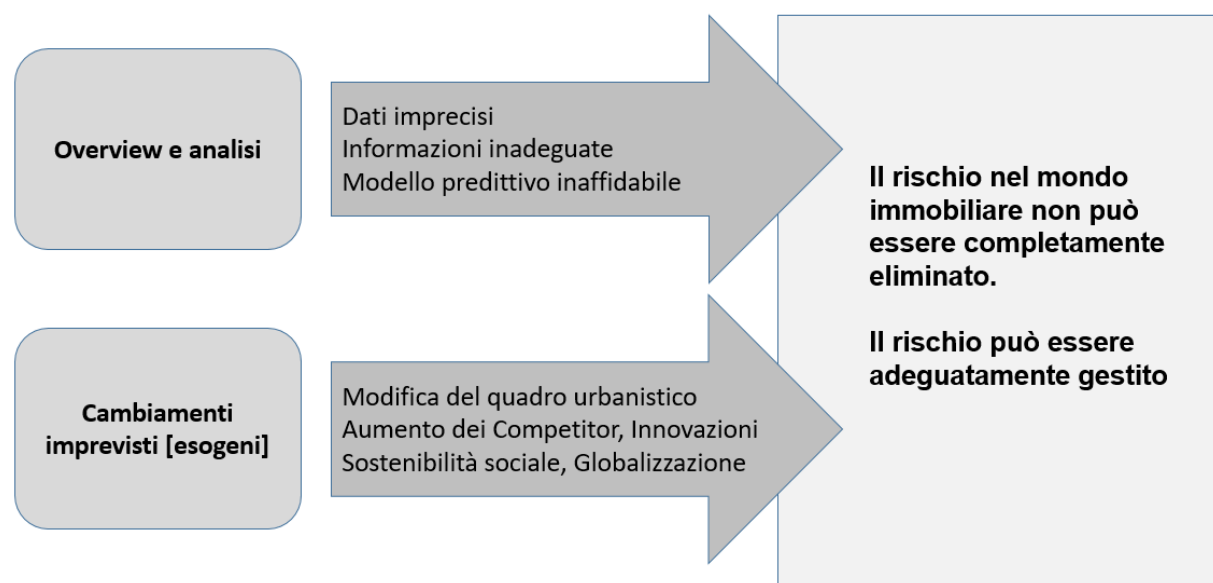 Overview e analisi
Dati imprecisi
Informazioni inadeguate
Modello predittivo inaffidabile
Cambiamenti
imprevisti [esogeni]
Modifica del quadro urbanistico
Aumento dei Competitor, Innovazioni
Sostenibilità sociale, Globalizzazione
Il rischio nel mondo
immobiliare non può
essere completamente
eliminato.
Il rischio può essere
adeguatamente gestito